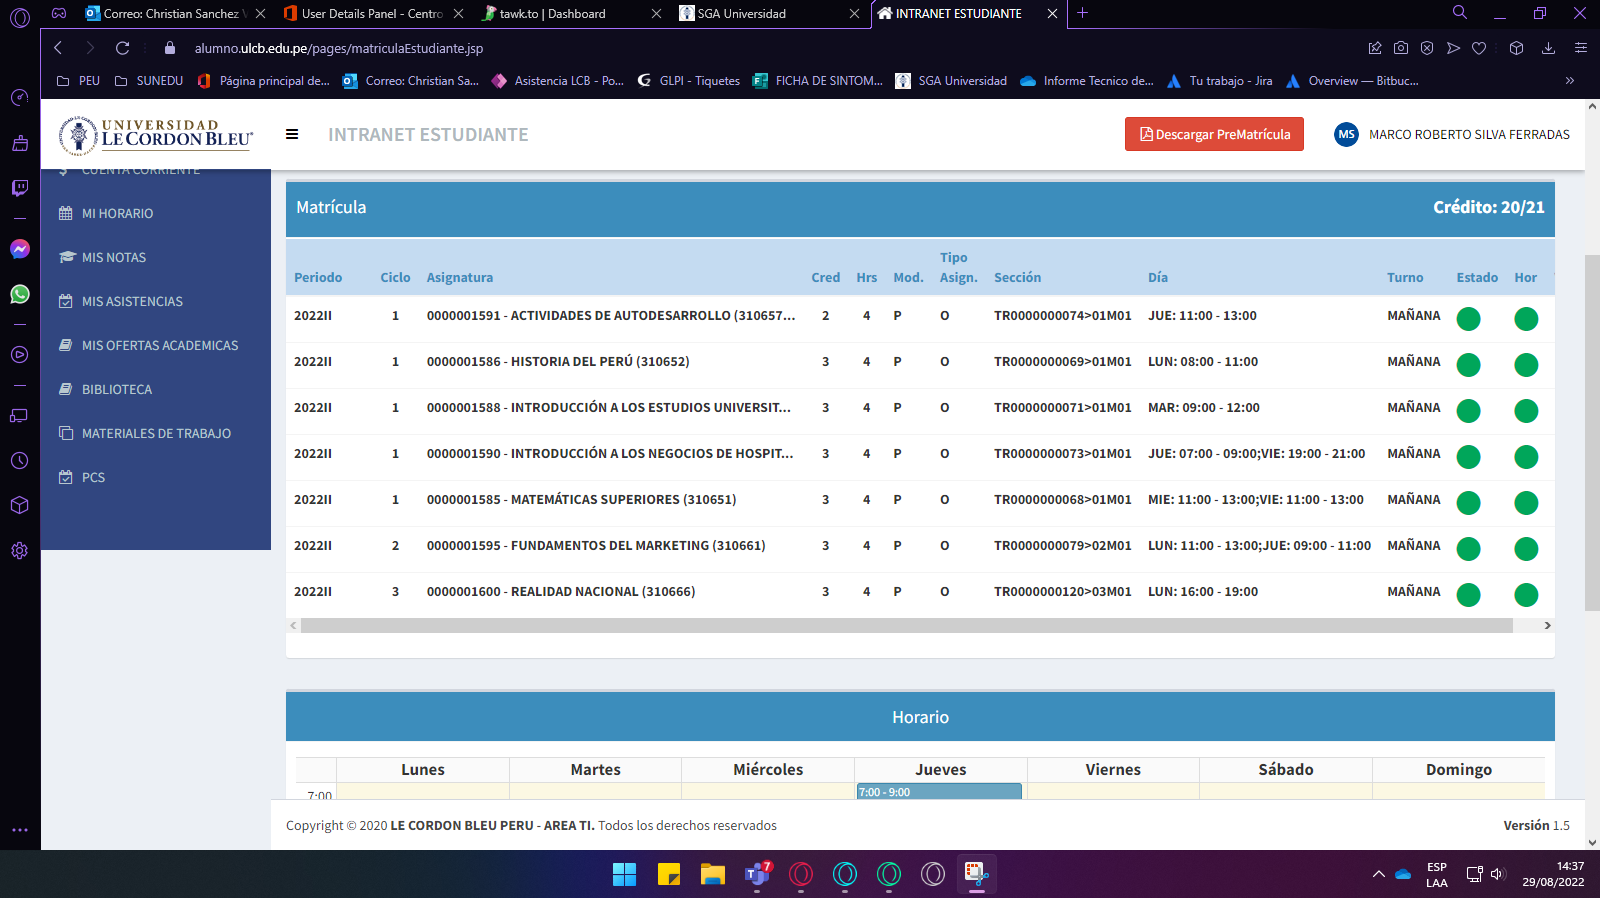 Correo: Christian Sanchez V
User Details Panel - Centro
tawk.to | Dashboard
SGA Universidad
INTRANET ESTUDIANTE
alumno.ulcb.edu.pe/pages/matriculaEstudiante.jsp
PEU
SUNEDU
Página principal de...
Correo: Christian Sa...
Asistencia LCB - Po...
GLPI - Tiquetes
FICHA DE SINTOM...
SGA Universidad
Informe Tecnico de...
Tu trabajo - Jira
Overview — Bitbuc...
UNIVERSIDAD
LE CORDON BLEU
INTRANET ESTUDIANTE
Descargar PreMatrícula
MS
MARCO ROBERTO SILVA FERRADAS
CUENTA CORRIENTE
MI HORARIO
MIS NOTAS
MIS ASISTENCIAS
MIS OFERTAS ACADEMICAS
BIBLIOTECA
MATERIALES DE TRABAJO
PCS
Matrícula
Crédito: 20/21
Periodo Ciclo Asignatura Cred Hrs Mod. Tipo Asign. Sección Día Turno Estado Hor
2022II 1 0000001591 - ACTIVIDADES DE AUTODESARROLLO (310657... 2 4 P O TR0000000074>01M01 JUE: 11:00 - 13:00 MAÑANA
2022II 1 0000001586 - HISTORIA DEL PERÚ (310652) 3 4 P O TR0000000069>01M01 LUN: 08:00 - 11:00 MAÑANA
2022II 1 0000001588 - INTRODUCCIÓN A LOS ESTUDIOS UNIVERSIT... 3 4 P O TR0000000071>01M01 MAR: 09:00 - 12:00 MAÑANA
2022II 1 0000001590 - INTRODUCCIÓN A LOS NEGOCIOS DE HOSPIT... 3 4 P O TR0000000073>01M01 JUE: 07:00 - 09:00;VIE: 19:00 - 21:00 MAÑANA
2022II 1 0000001585 - MATEMÁTICAS SUPERIORES (310651) 3 4 P O TR0000000068>01M01 MIE: 11:00 - 13:00;VIE: 11:00 - 13:00 MAÑANA
2022II 2 0000001595 - FUNDAMENTOS DEL MARKETING (310661) 3 4 P O TR0000000079>02M01 LUN: 11:00 - 13:00;JUE: 09:00 - 11:00 MAÑANA
2022II 3 0000001600 - REALIDAD NACIONAL (310666) 3 4 P O TR0000000120>03M01 LUN: 16:00 - 19:00 MAÑANA
Horario
Lunes Martes Miércoles Jueves Viernes Sábado Domingo
7:00
7:00 - 9:00
Copyright © 2020 LE CORDON BLEU PERU - AREA TI. Todos los derechos reservados
Versión 1.5
7
ESP
LAA
14:37
29/08/2022